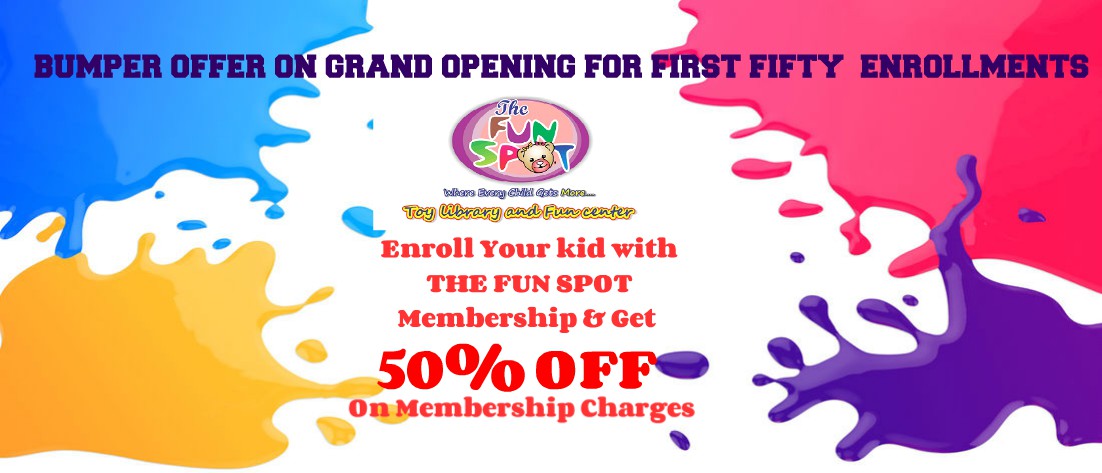 BUMPER OFFER ON GRAND OPENING FOR FIRST FIFTY ENROLLMENTS
The
FUN
SPOT
Where Every Child Gets More....
Toy library and Fun center
Enroll Your kid with
THE FUN SPOT
Membership & Get
50% OFF
On Membership Charges